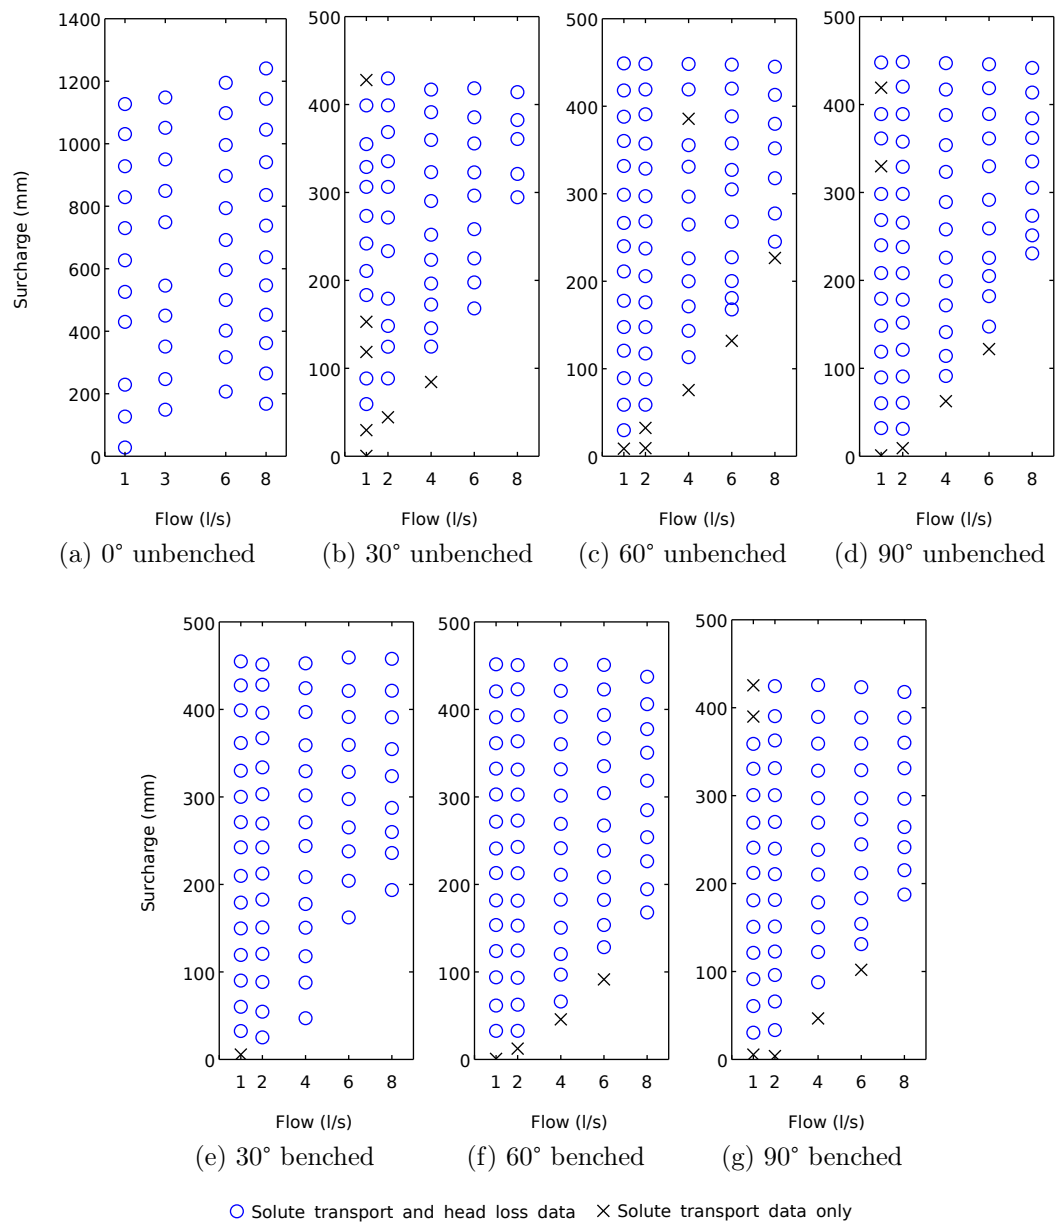 1400
1200
1000
800
600
400
200
0
Surcharge (mm)
1 3 6 8
Flow (l/s)
(a) 0° unbenched
500
400
300
200
100
0
1 2 4 6 8
Flow (l/s)
(b) 30° unbenched
500
400
300
200
100
0
1 2 4 6 8
Flow (l/s)
(c) 60° unbenched
500
400
300
200
100
0
1 2 4 6 8
Flow (l/s)
(d) 90° unbenched
500
400
300
200
100
0
Surcharge (mm)
1 2 4 6 8
Flow (l/s)
(e) 30° benched
500
400
300
200
100
0
1 2 4 6 8
Flow (l/s)
(f) 60° benched
500
400
300
200
100
0
1 2 4 6 8
Flow (l/s)
(g) 90° benched
Solute transport and head loss data Solute transport data only